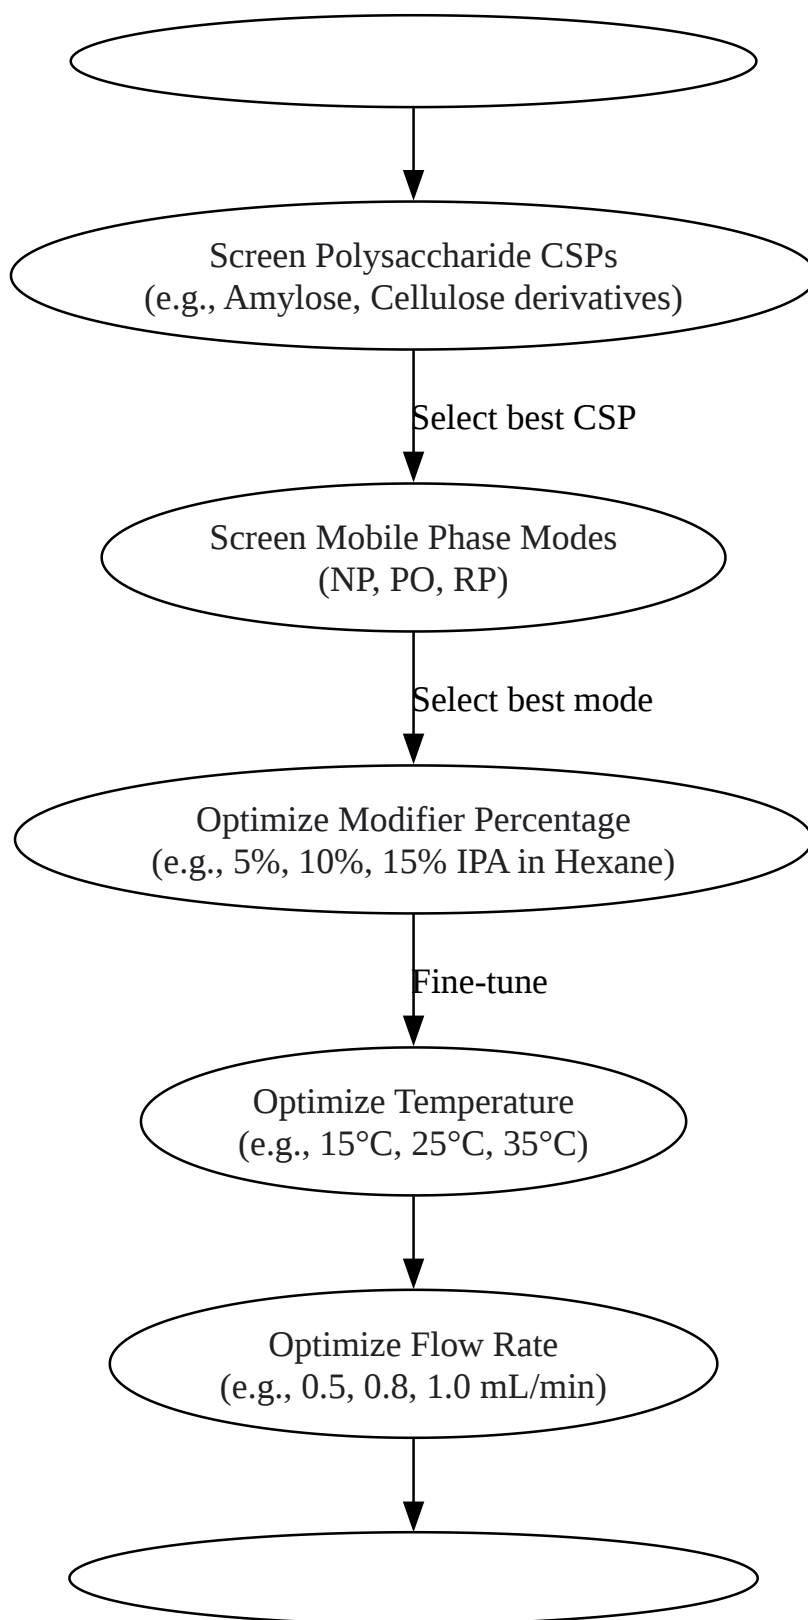 Screen Polysaccharide CSPs
(e.g., Amylose, Cellulose derivatives)
Select best CSP
Screen Mobile Phase Modes
(NP, PO, RP)
Select best mode
Optimize Modifier Percentage
(e.g., 5%, 10%, 15% IPA in Hexane)
Fine-tune
Optimize Temperature
(e.g., 15°C, 25°C, 35°C)
Optimize Flow Rate
(e.g., 0.5, 0.8, 1.0 mL/min)